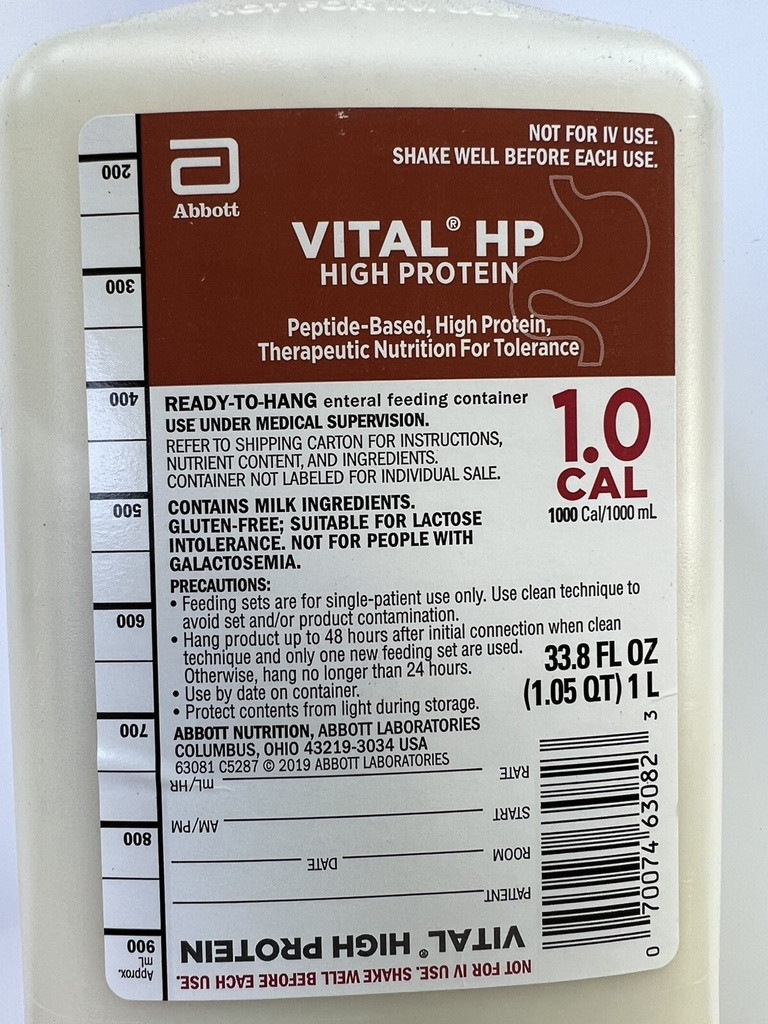 NOT FOR IV USE
NOT FOR IV USE.
SHAKE WELL BEFORE EACH USE.
Abbott
VITAL® HP
HIGH PROTEIN
Peptide-Based, High Protein,
Therapeutic Nutrition For Tolerance
READY-TO-HANG enteral feeding container
USE UNDER MEDICAL SUPERVISION.
REFER TO SHIPPING CARTON FOR INSTRUCTIONS,
NUTRIENT CONTENT, AND INGREDIENTS.
CONTAINER NOT LABELED FOR INDIVIDUAL SALE.
1.0
CAL
1000 Cal/1000 mL
CONTAINS MILK INGREDIENTS.
GLUTEN-FREE; SUITABLE FOR LACTOSE
INTOLERANCE. NOT FOR PEOPLE WITH
GALACTOSEMIA.
PRECAUTIONS:
• Feeding sets are for single-patient use only. Use clean technique to
avoid set and/or product contamination.
• Hang product up to 48 hours after initial connection when clean
technique and only one new feeding set are used.
Otherwise, hang no longer than 24 hours.
• Use by date on container.
• Protect contents from light during storage.
33.8 FL OZ
(1.05 QT) 1 L
ABBOTT NUTRITION, ABBOTT LABORATORIES
COLUMBUS, OHIO 43219-3034 USA
63081 C5287 © 2019 ABBOTT LABORATORIES
RATE mL/HR
START AM/PM
ROOM DATE
PATIENT
VITAL® HIGH PROTEIN
NOT FOR IV USE. SHAKE WELL BEFORE EACH USE.
0 70074 63082 3
200
300
400
500
600
700
800
900
mL
Approx.